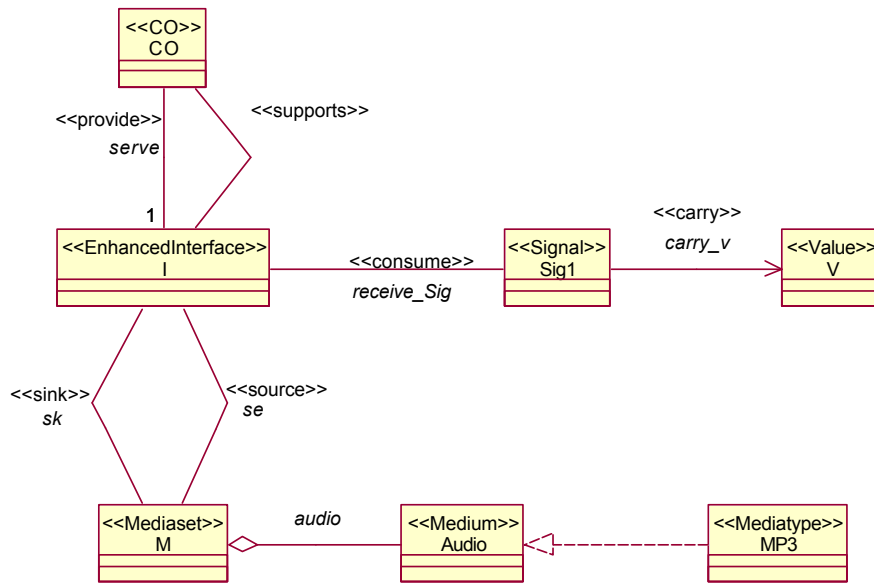 <<CO>>
CO
<<provide>>
serve
<<supports>>
1
<<EnhancedInterface>>
I
<<consume>>
receive_Sig
<<Signal>>
Sig1
<<carry>>
carry_v
<<Value>>
V
<<sink>>
sk
<<source>>
se
<<Mediaset>>
M
audio
<<Medium>>
Audio
<<Mediatype>>
MP3